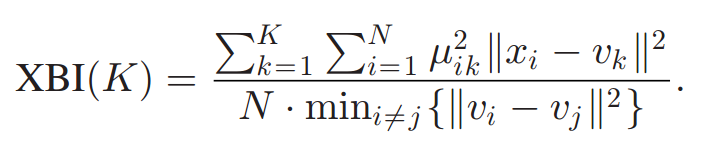 XBI(K) = \frac{\sum_{k=1}^{K} \sum_{i=1}^{N} \mu_{ik}^{2} \|x_i - v_k\|^2}{N \cdot \min_{i \neq j} \{\|v_i - v_j\|^2\}}.